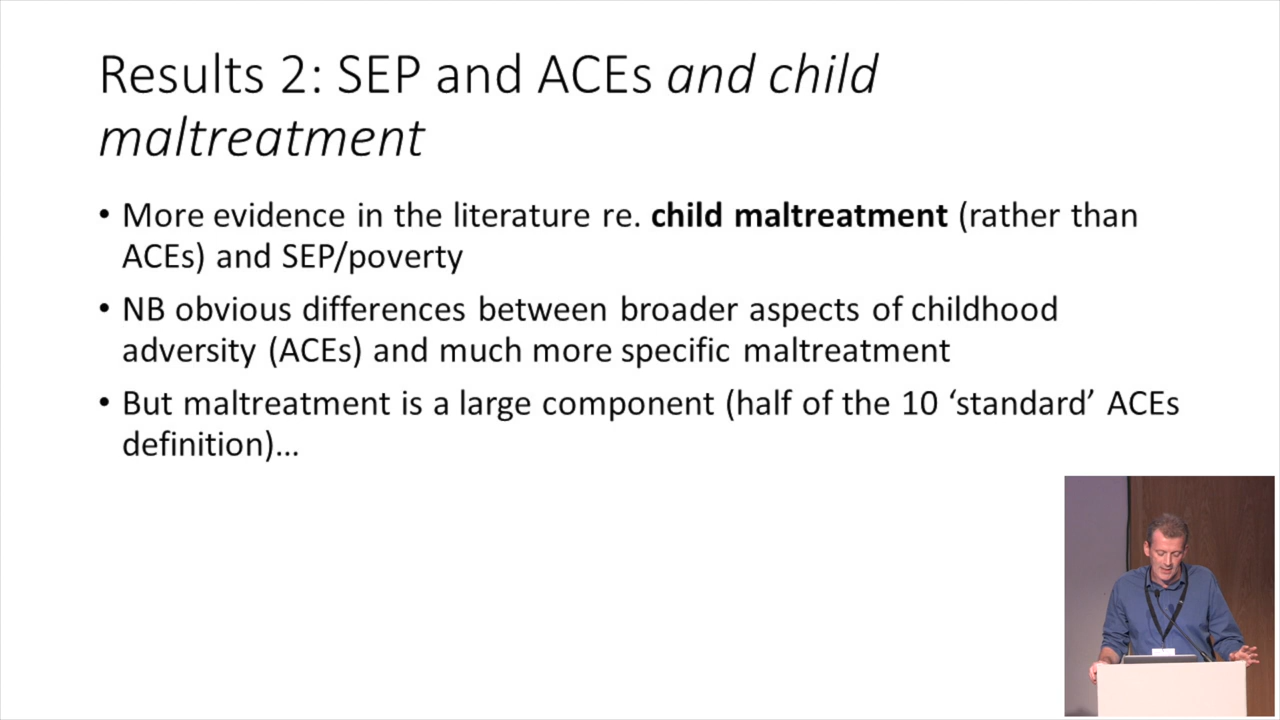 Results 2: SEP and ACEs and child
maltreatment
• More evidence in the literature re. child maltreatment (rather than
ACEs) and SEP/poverty
• NB obvious differences between broader aspects of childhood
adversity (ACEs) and much more specific maltreatment
• But maltreatment is a large component (half of the 10 ‘standard’ ACEs
definition)…